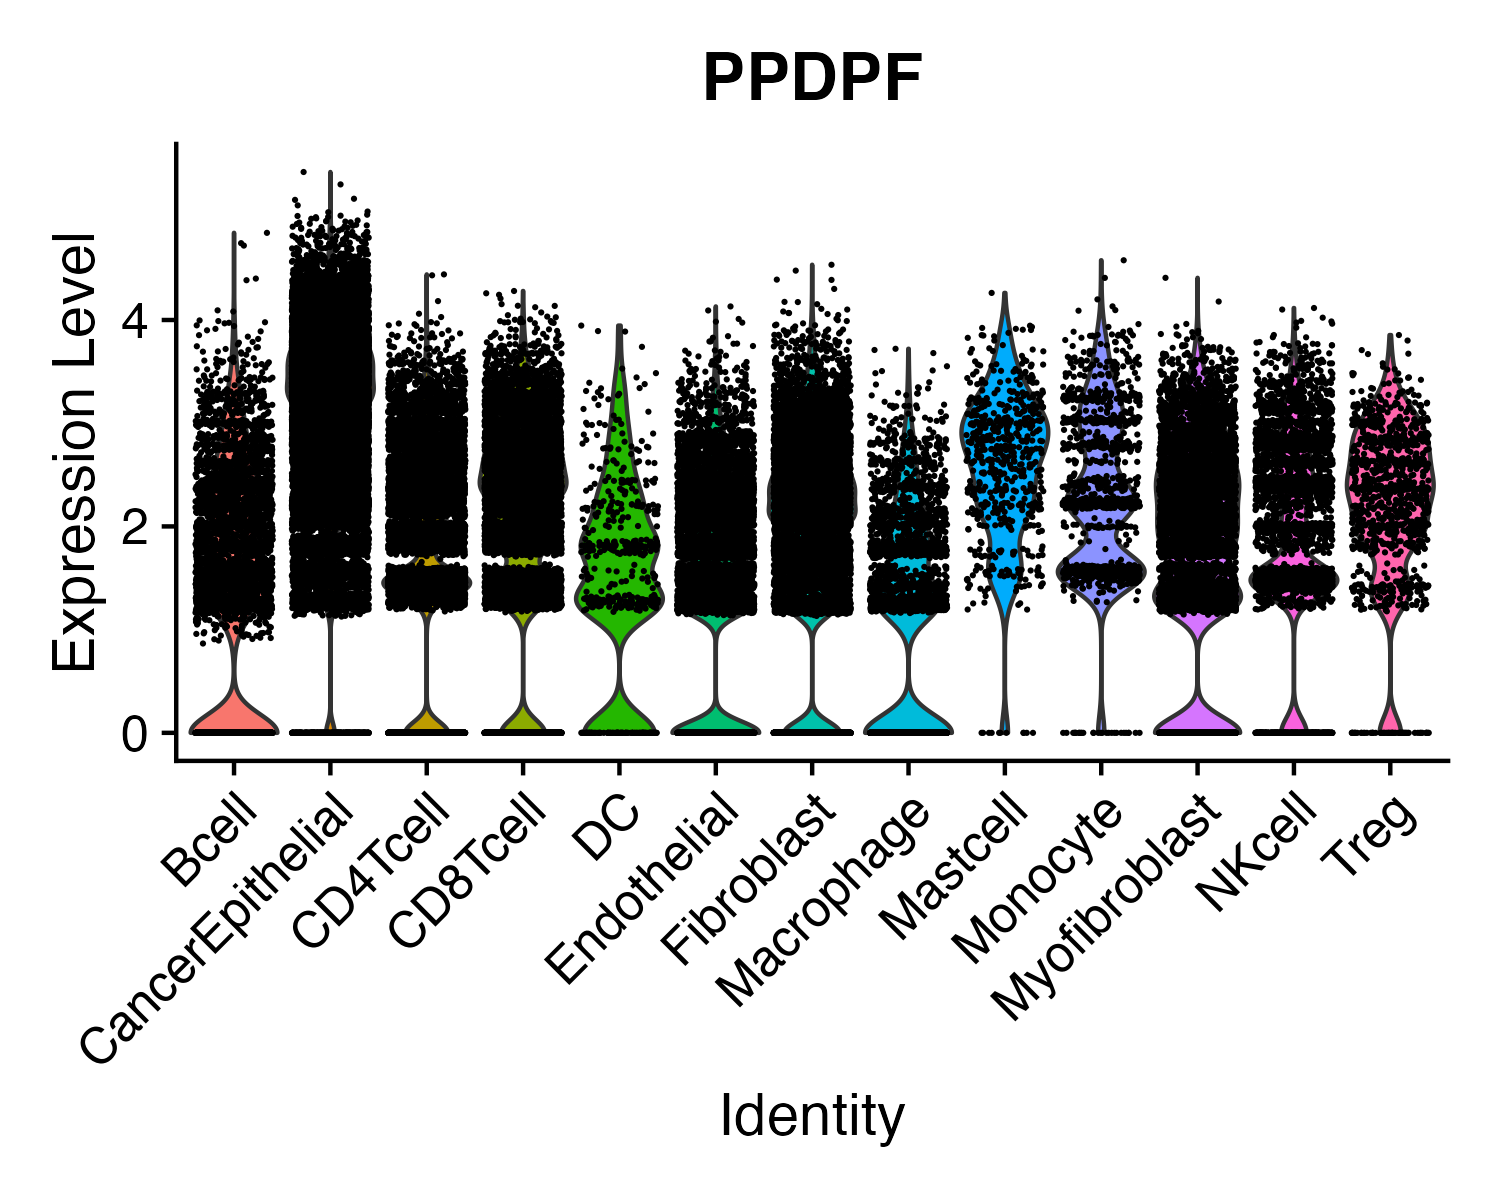 PPDPF
Expression Level
4
2
0
Bcell
CancerEpithelial
CD4Tcell
CD8Tcell
DC
Endothelial
Fibroblast
Macrophage
Mastcell
Monocyte
Myofibroblast
NKcell
Treg
Identity